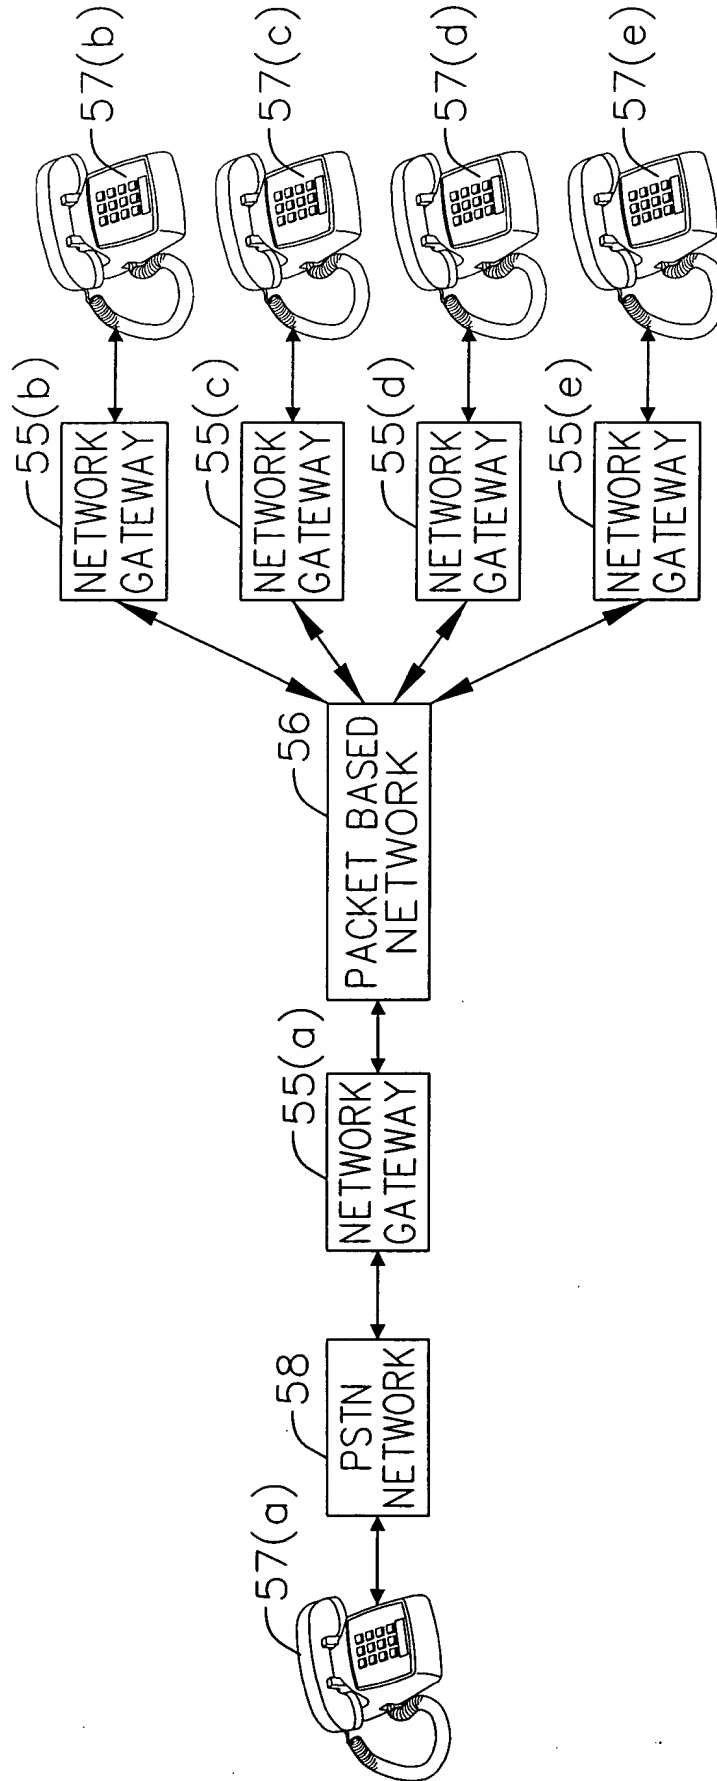 57(a)
58
PSTN
NETWORK
55(a)
NETWORK
GATEWAY
56
PACKET BASED
NETWORK
55(b)
NETWORK
GATEWAY
57(b)
55(c)
NETWORK
GATEWAY
57(c)
55(d)
NETWORK
GATEWAY
57(d)
55(e)
NETWORK
GATEWAY
57(e)